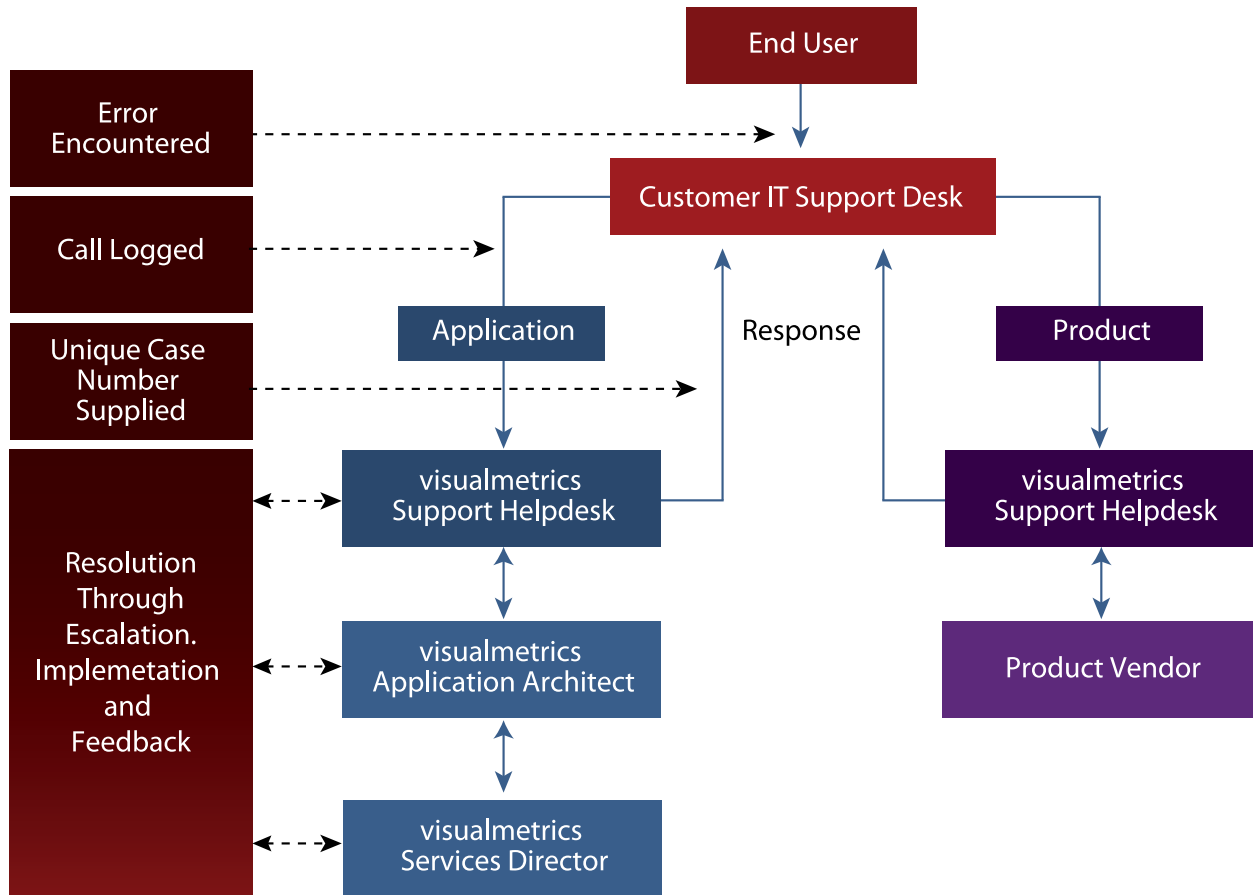 End User
Error
Encountered
Customer IT Support Desk
Call Logged
Application
Response
Product
Unique Case
Number
Supplied
visualmetrics
Support Helpdesk
visualmetrics
Support Helpdesk
Resolution
Through
Escalation.
Implemetation
and
Feedback
visualmetrics
Application Architect
Product Vendor
visualmetrics
Services Director